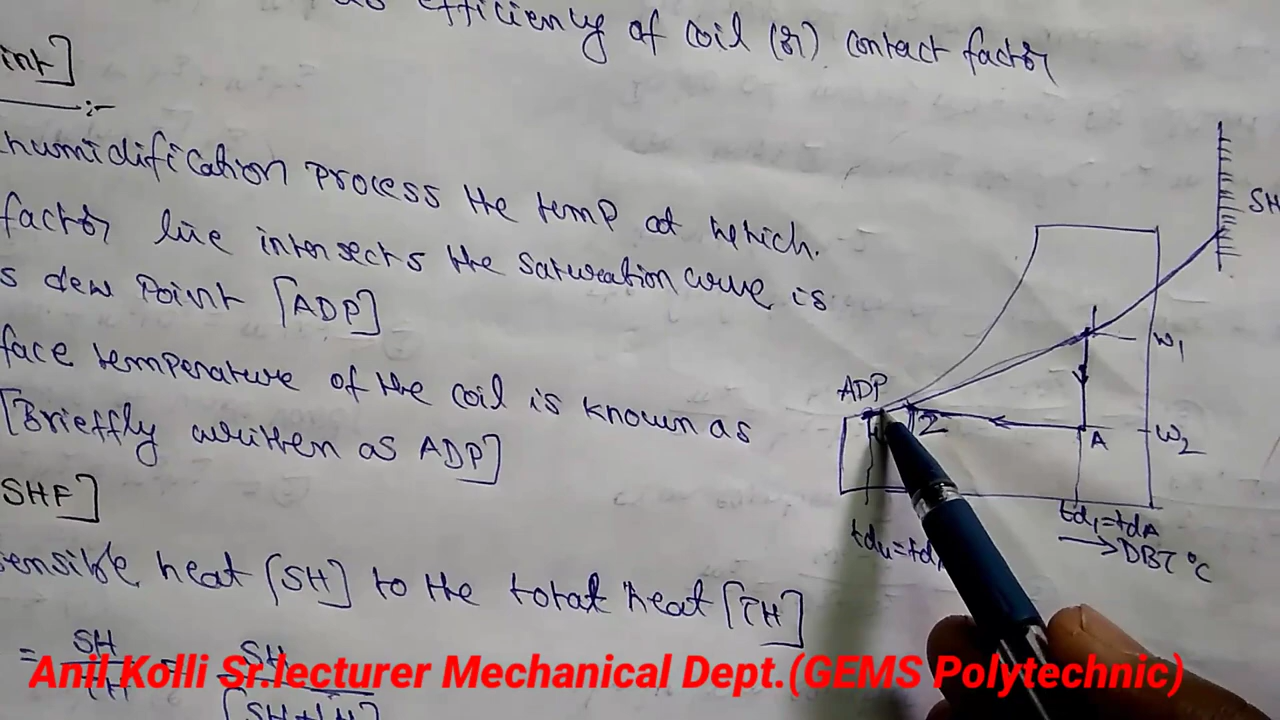 efficiency of coil (or) contact factor
int] :-
humidification process the temp at which.
factor line intersects the saturation curve is
s dew point [ADP]
face temperature of the coil is known as
[Brieffly written as ADP]
SHF]
sensible heat [SH] to the total heat [TH]
= SH/TH = SH/[SH+LH]
SH
W1
ADP
2
A
W2
td1=tdA
→DBT °C
Anil Kolli Sr.lecturer Mechanical Dept.(GEMS Polytechnic)